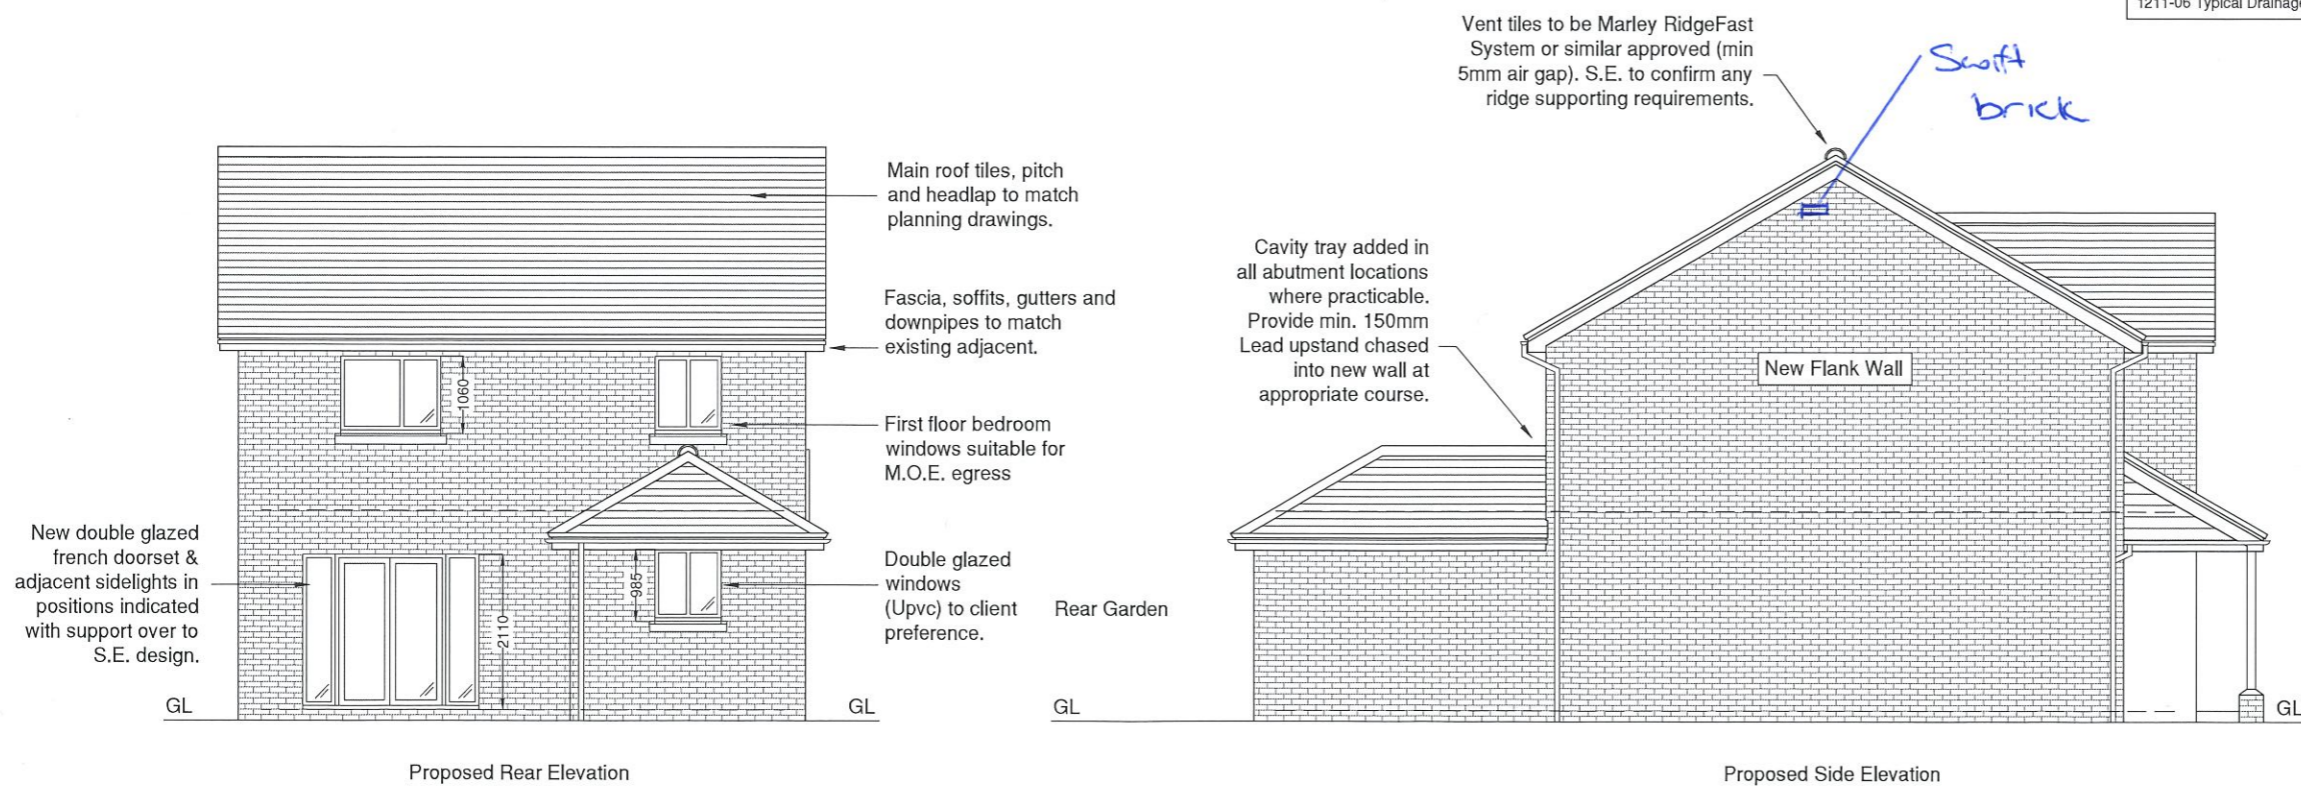 1211-06 Typical Drainage
Vent tiles to be Marley RidgeFast
System or similar approved (min
5mm air gap). S.E. to confirm any
ridge supporting requirements.
Swift
brick
Main roof tiles, pitch
and headlap to match
planning drawings.
Cavity tray added in
all abutment locations
where practicable.
Provide min. 150mm
Lead upstand chased
into new wall at
appropriate course.
Fascia, soffits, gutters and
downpipes to match
existing adjacent.
New Flank Wall
1060
First floor bedroom
windows suitable for
M.O.E. egress
New double glazed
french doorset &
adjacent sidelights in
positions indicated
with support over to
S.E. design.
985
2110
Double glazed
windows
(Upvc) to client
preference.
Rear Garden
GL
GL
GL
GL
Proposed Rear Elevation
Proposed Side Elevation